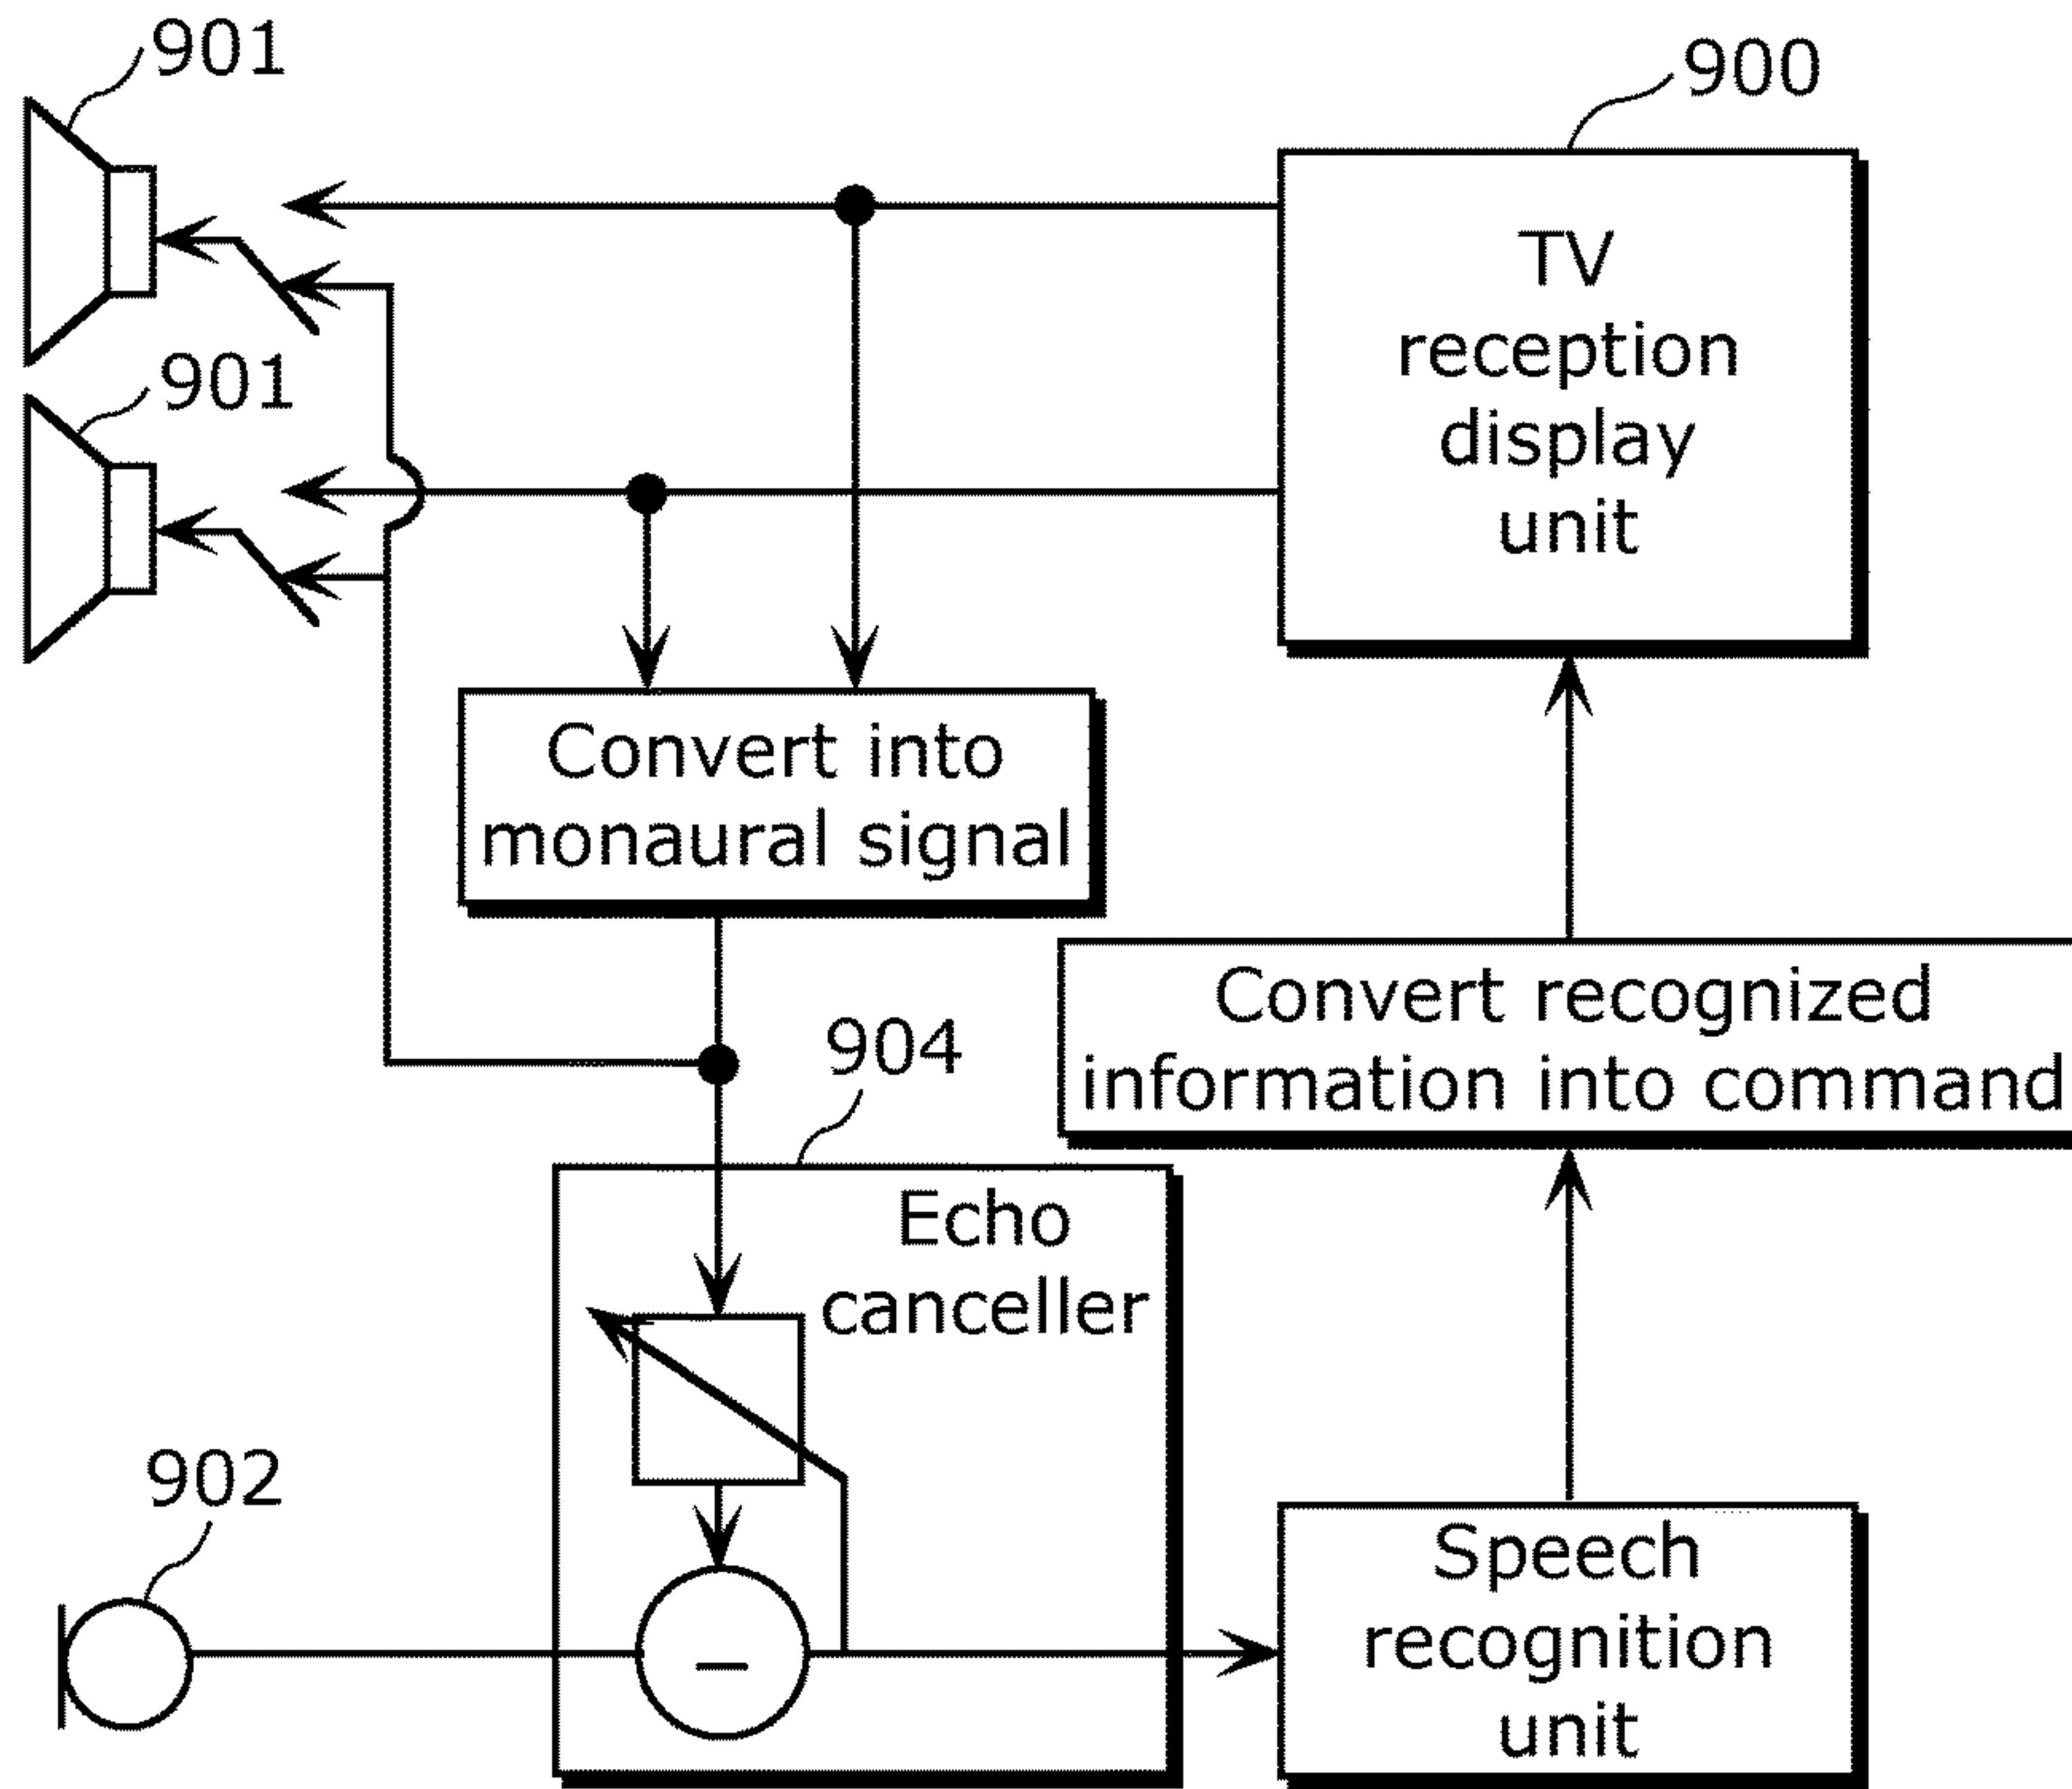 901
900
TV
reception
display
unit
901
Convert into
monaural signal
Convert recognized
information into command
904
Echo
canceller
902
Speech
recognition
unit